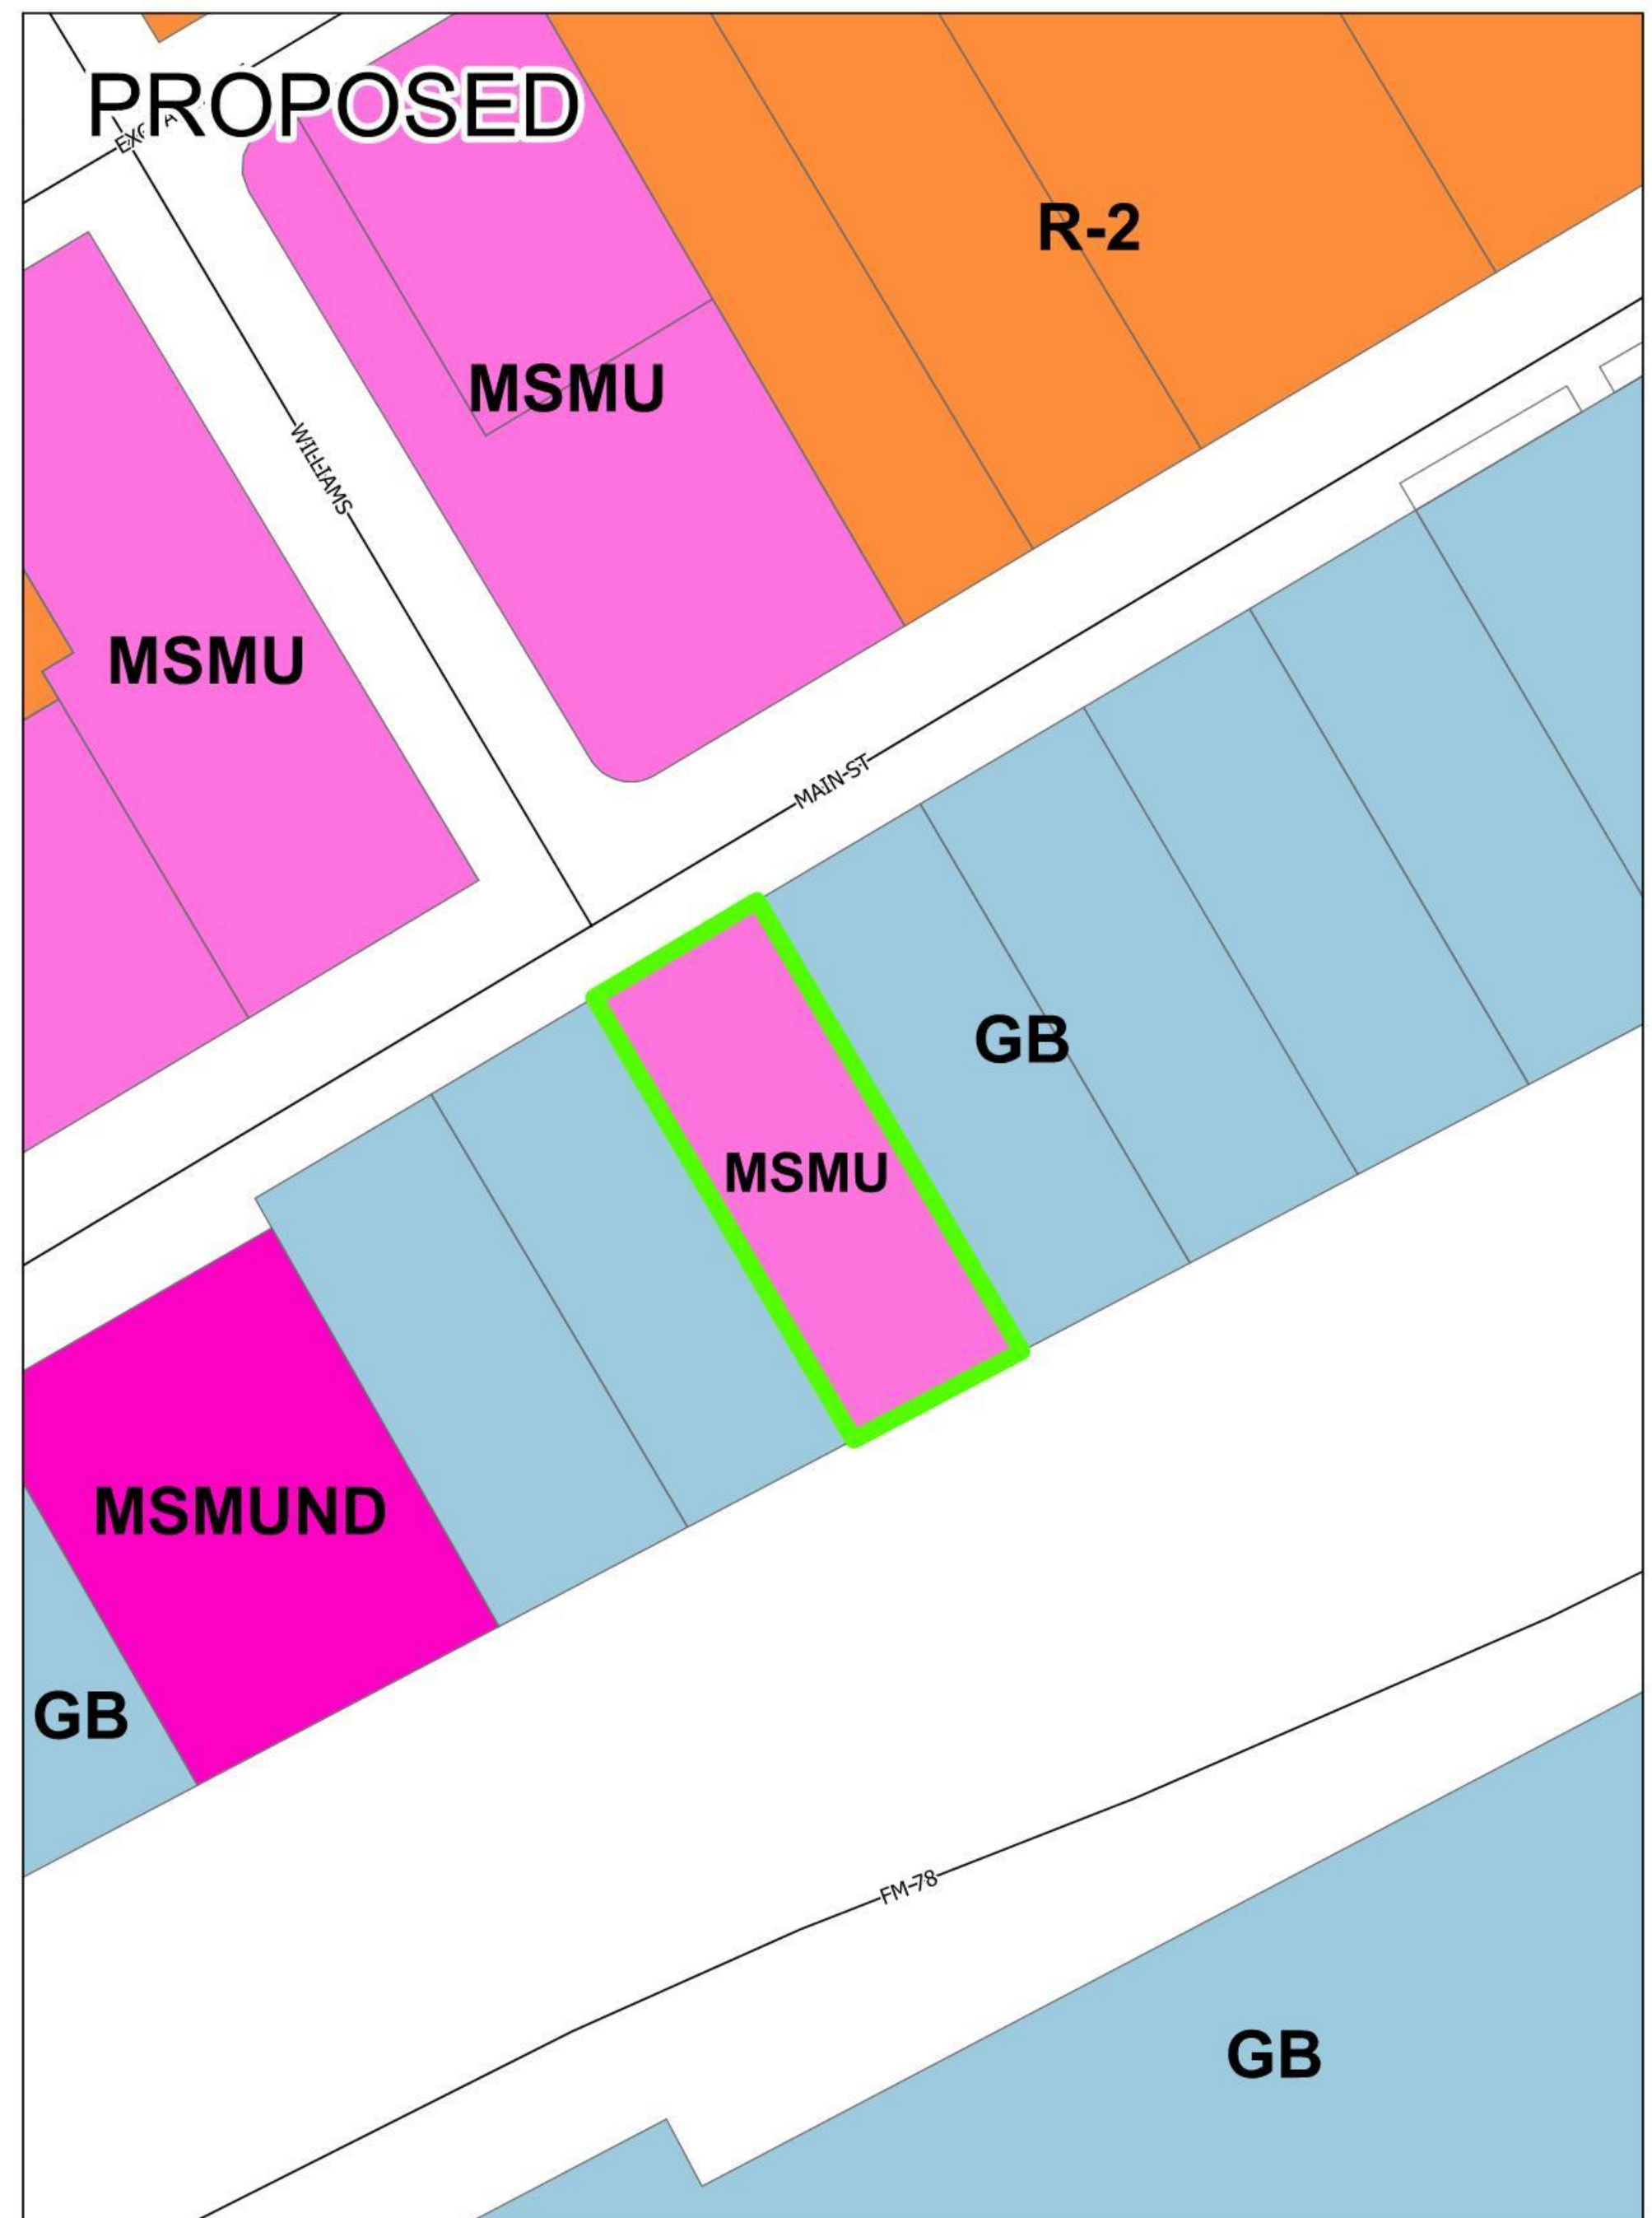 PROPOSED
R-2
MSMU
WILLIAMS
MSMU
MAIN-ST
GB
MSMU
MSMUND
GB
FM-78
GB